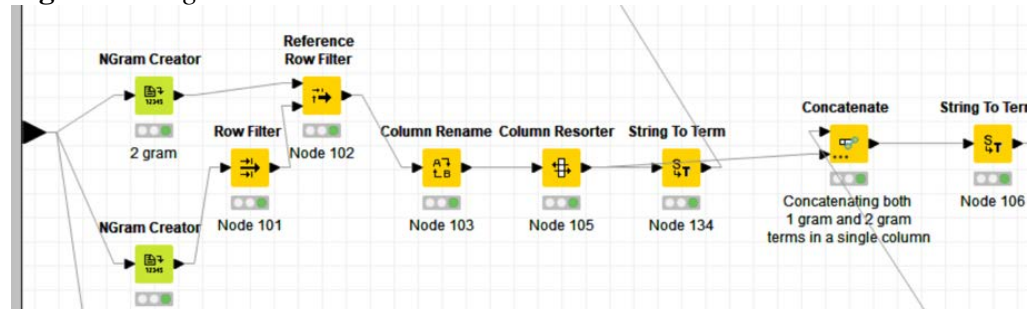 NGram Creator
2 gram
Reference
Row Filter
Node 102
Row Filter
Node 101
NGram Creator
Column Rename
Node 103
Column Resorter
Node 105
String To Term
Node 134
Concatenate
Concatenating both
1 gram and 2 gram
terms in a single column
String To
Node 106